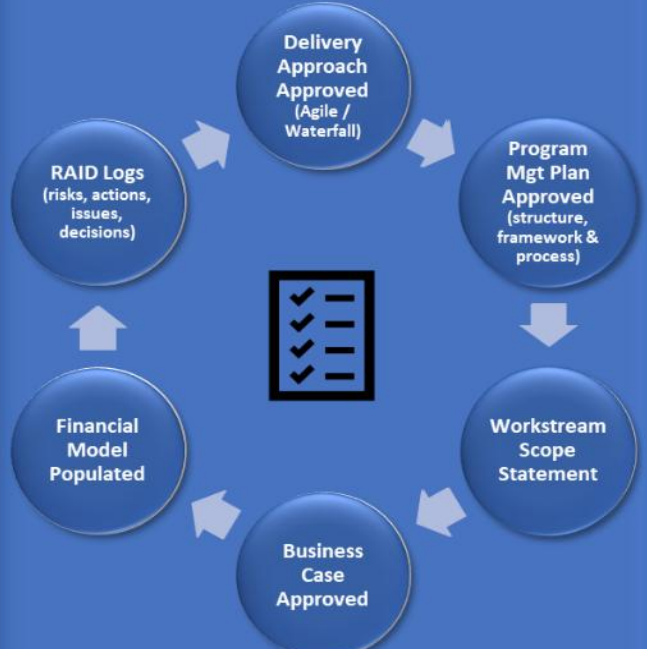 Delivery
Approach
Approved
(Agile /
Waterfall)
Program
Mgt Plan
Approved
(structure,
framework &
process)
Workstream
Scope
Statement
Business
Case
Approved
Financial
Model
Populated
RAID Logs
(risks, actions,
issues,
decisions)